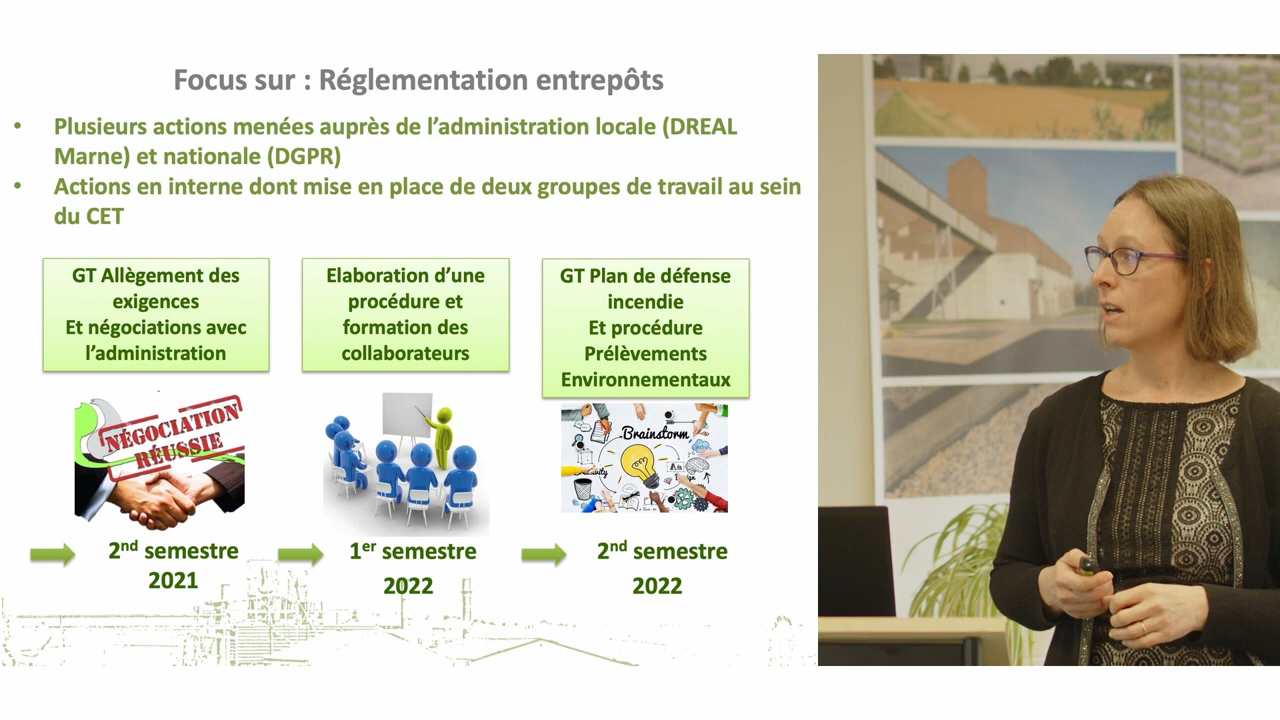 Focus sur : Réglementation entrepôts
• Plusieurs actions menées auprès de l’administration locale (DREAL
Marne) et nationale (DGPR)
• Actions en interne dont mise en place de deux groupes de travail au sein
du CET
GT Allègement des
exigences
Et négociations avec
l’administration
Elaboration d’une
procédure et
formation des
collaborateurs
GT Plan de défense
incendie
Et procédure
Prélèvements
Environnementaux
NÉGOCIATION
RÉUSSIE
Brainstorm
2nd semestre
2021
1er semestre
2022
2nd semestre
2022